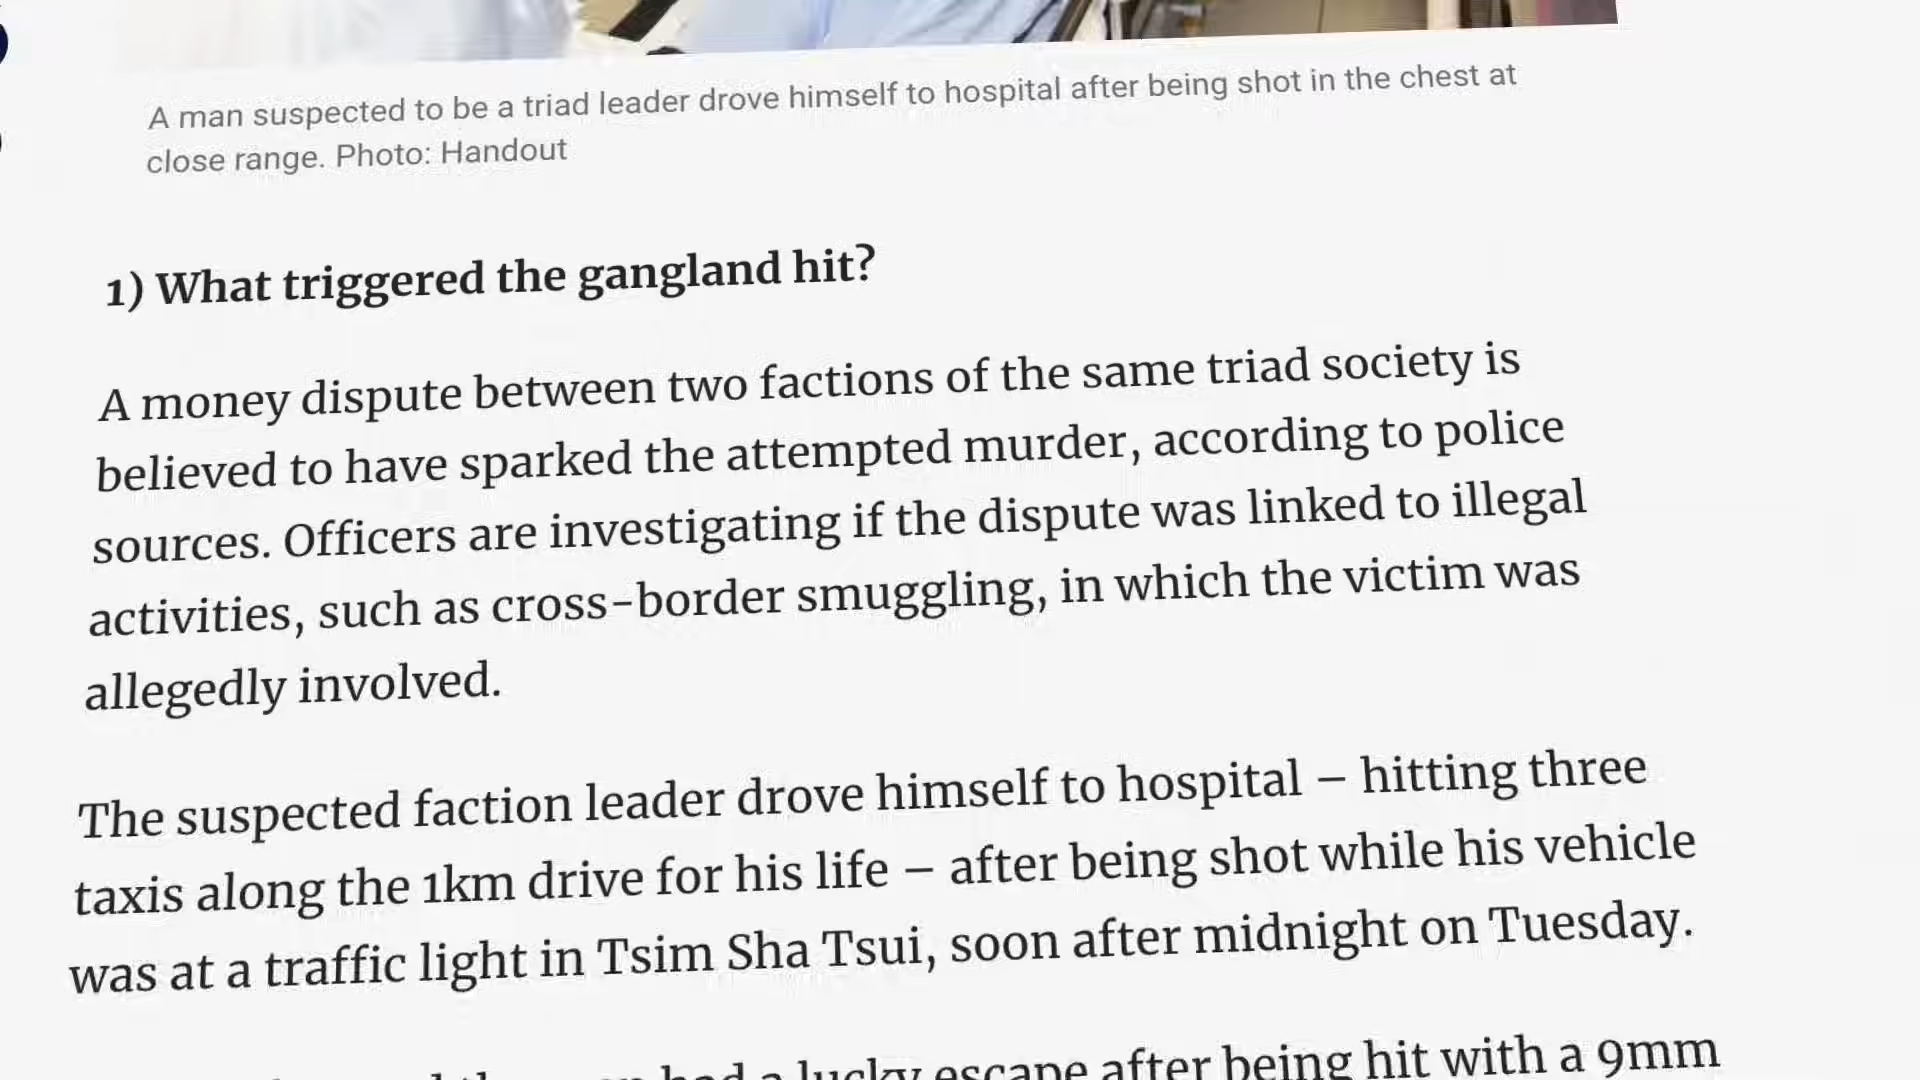 A man suspected to be a triad leader drove himself to hospital after being shot in the chest at
close range. Photo: Handout
1) What triggered the gangland hit?
A money dispute between two factions of the same triad society is
believed to have sparked the attempted murder, according to police
sources. Officers are investigating if the dispute was linked to illegal
activities, such as cross-border smuggling, in which the victim was
allegedly involved.
The suspected faction leader drove himself to hospital – hitting three
taxis along the 1km drive for his life – after being shot while his vehicle
was at a traffic light in Tsim Sha Tsui, soon after midnight on Tuesday.
had a lucky escape after being hit with a 9mm